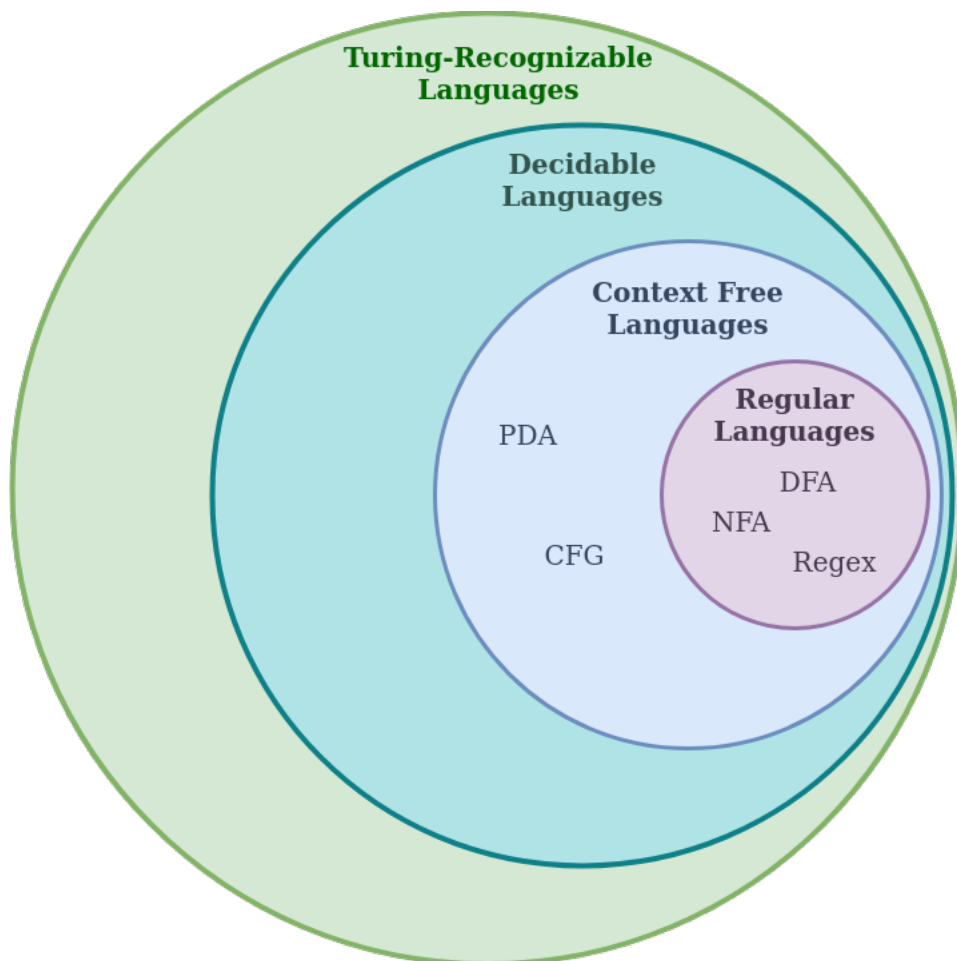 Turing-Recognizable
Languages
Decidable
Languages
Context Free
Languages
Regular
Languages
PDA
DFA
NFA
CFG
Regex